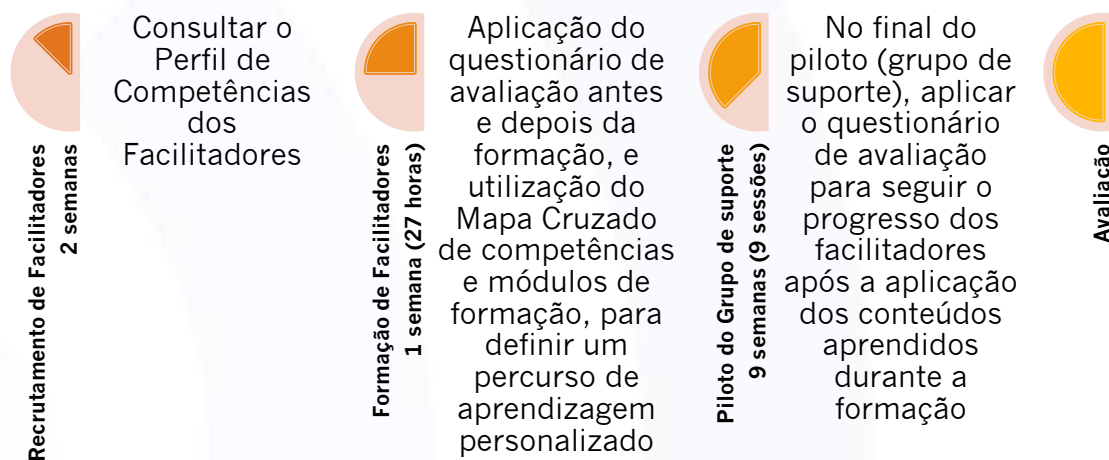 Recrutamento de Facilitadores
2 semanas
Consultar o
Perfil de
Competências
dos
Facilitadores
Formação de Facilitadores
1 semana (27 horas)
Aplicação do
questionário de
avaliação antes
e depois da
formação, e
utilização do
Mapa Cruzado
de competências
e módulos de
formação, para
definir um
percurso de
aprendizagem
personalizado
Piloto do Grupo de suporte
9 semanas (9 sessões)
No final do
piloto (grupo de
suporte), aplicar
o questionário
de avaliação
para seguir o
progresso dos
facilitadores
após a aplicação
dos conteúdos
aprendidos
durante a
formação
Avaliação